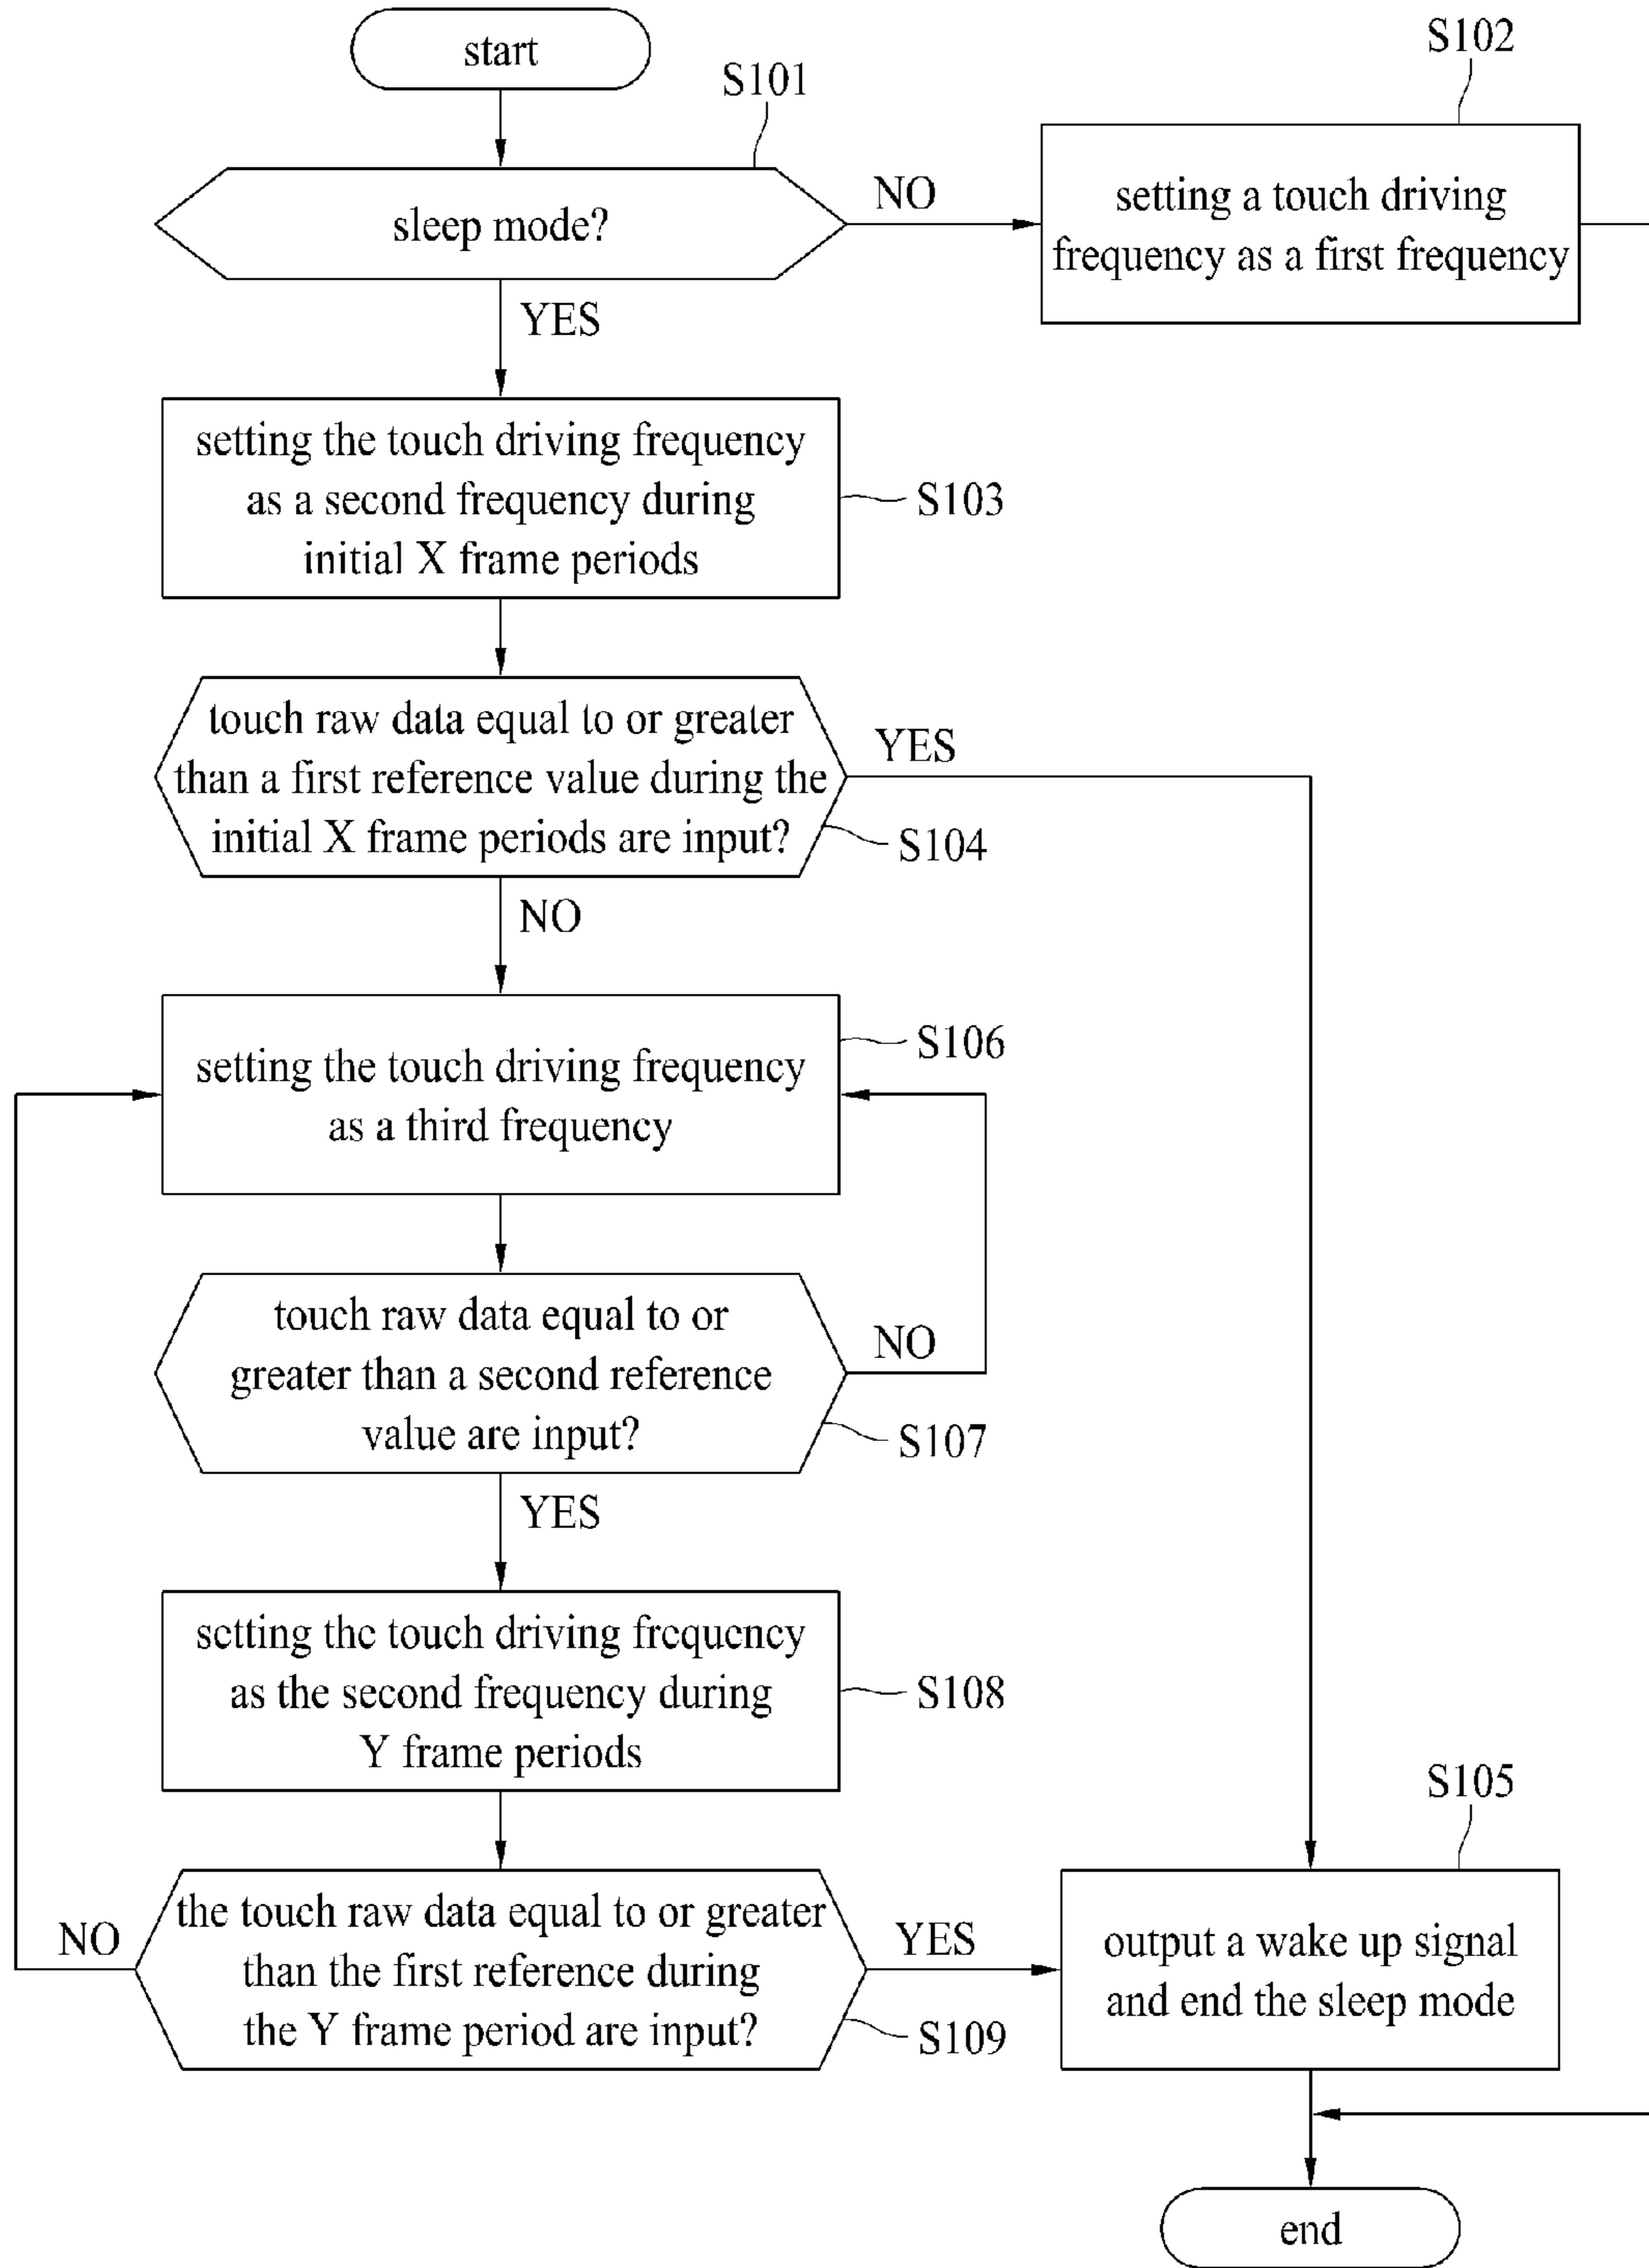 start
S101
S102
sleep mode?
NO
setting a touch driving
frequency as a first frequency
YES
setting the touch driving frequency
as a second frequency during
initial X frame periods
S103
touch raw data equal to or greater
than a first reference value during the
initial X frame periods are input?
YES
S104
NO
setting the touch driving frequency
as a third frequency
S106
touch raw data equal to or
greater than a second reference
value are input?
NO
S107
YES
setting the touch driving frequency
as the second frequency during
Y frame periods
S108
NO
the touch raw data equal to or greater
than the first reference during
the Y frame period are input?
YES
S109
S105
output a wake up signal
and end the sleep mode
end